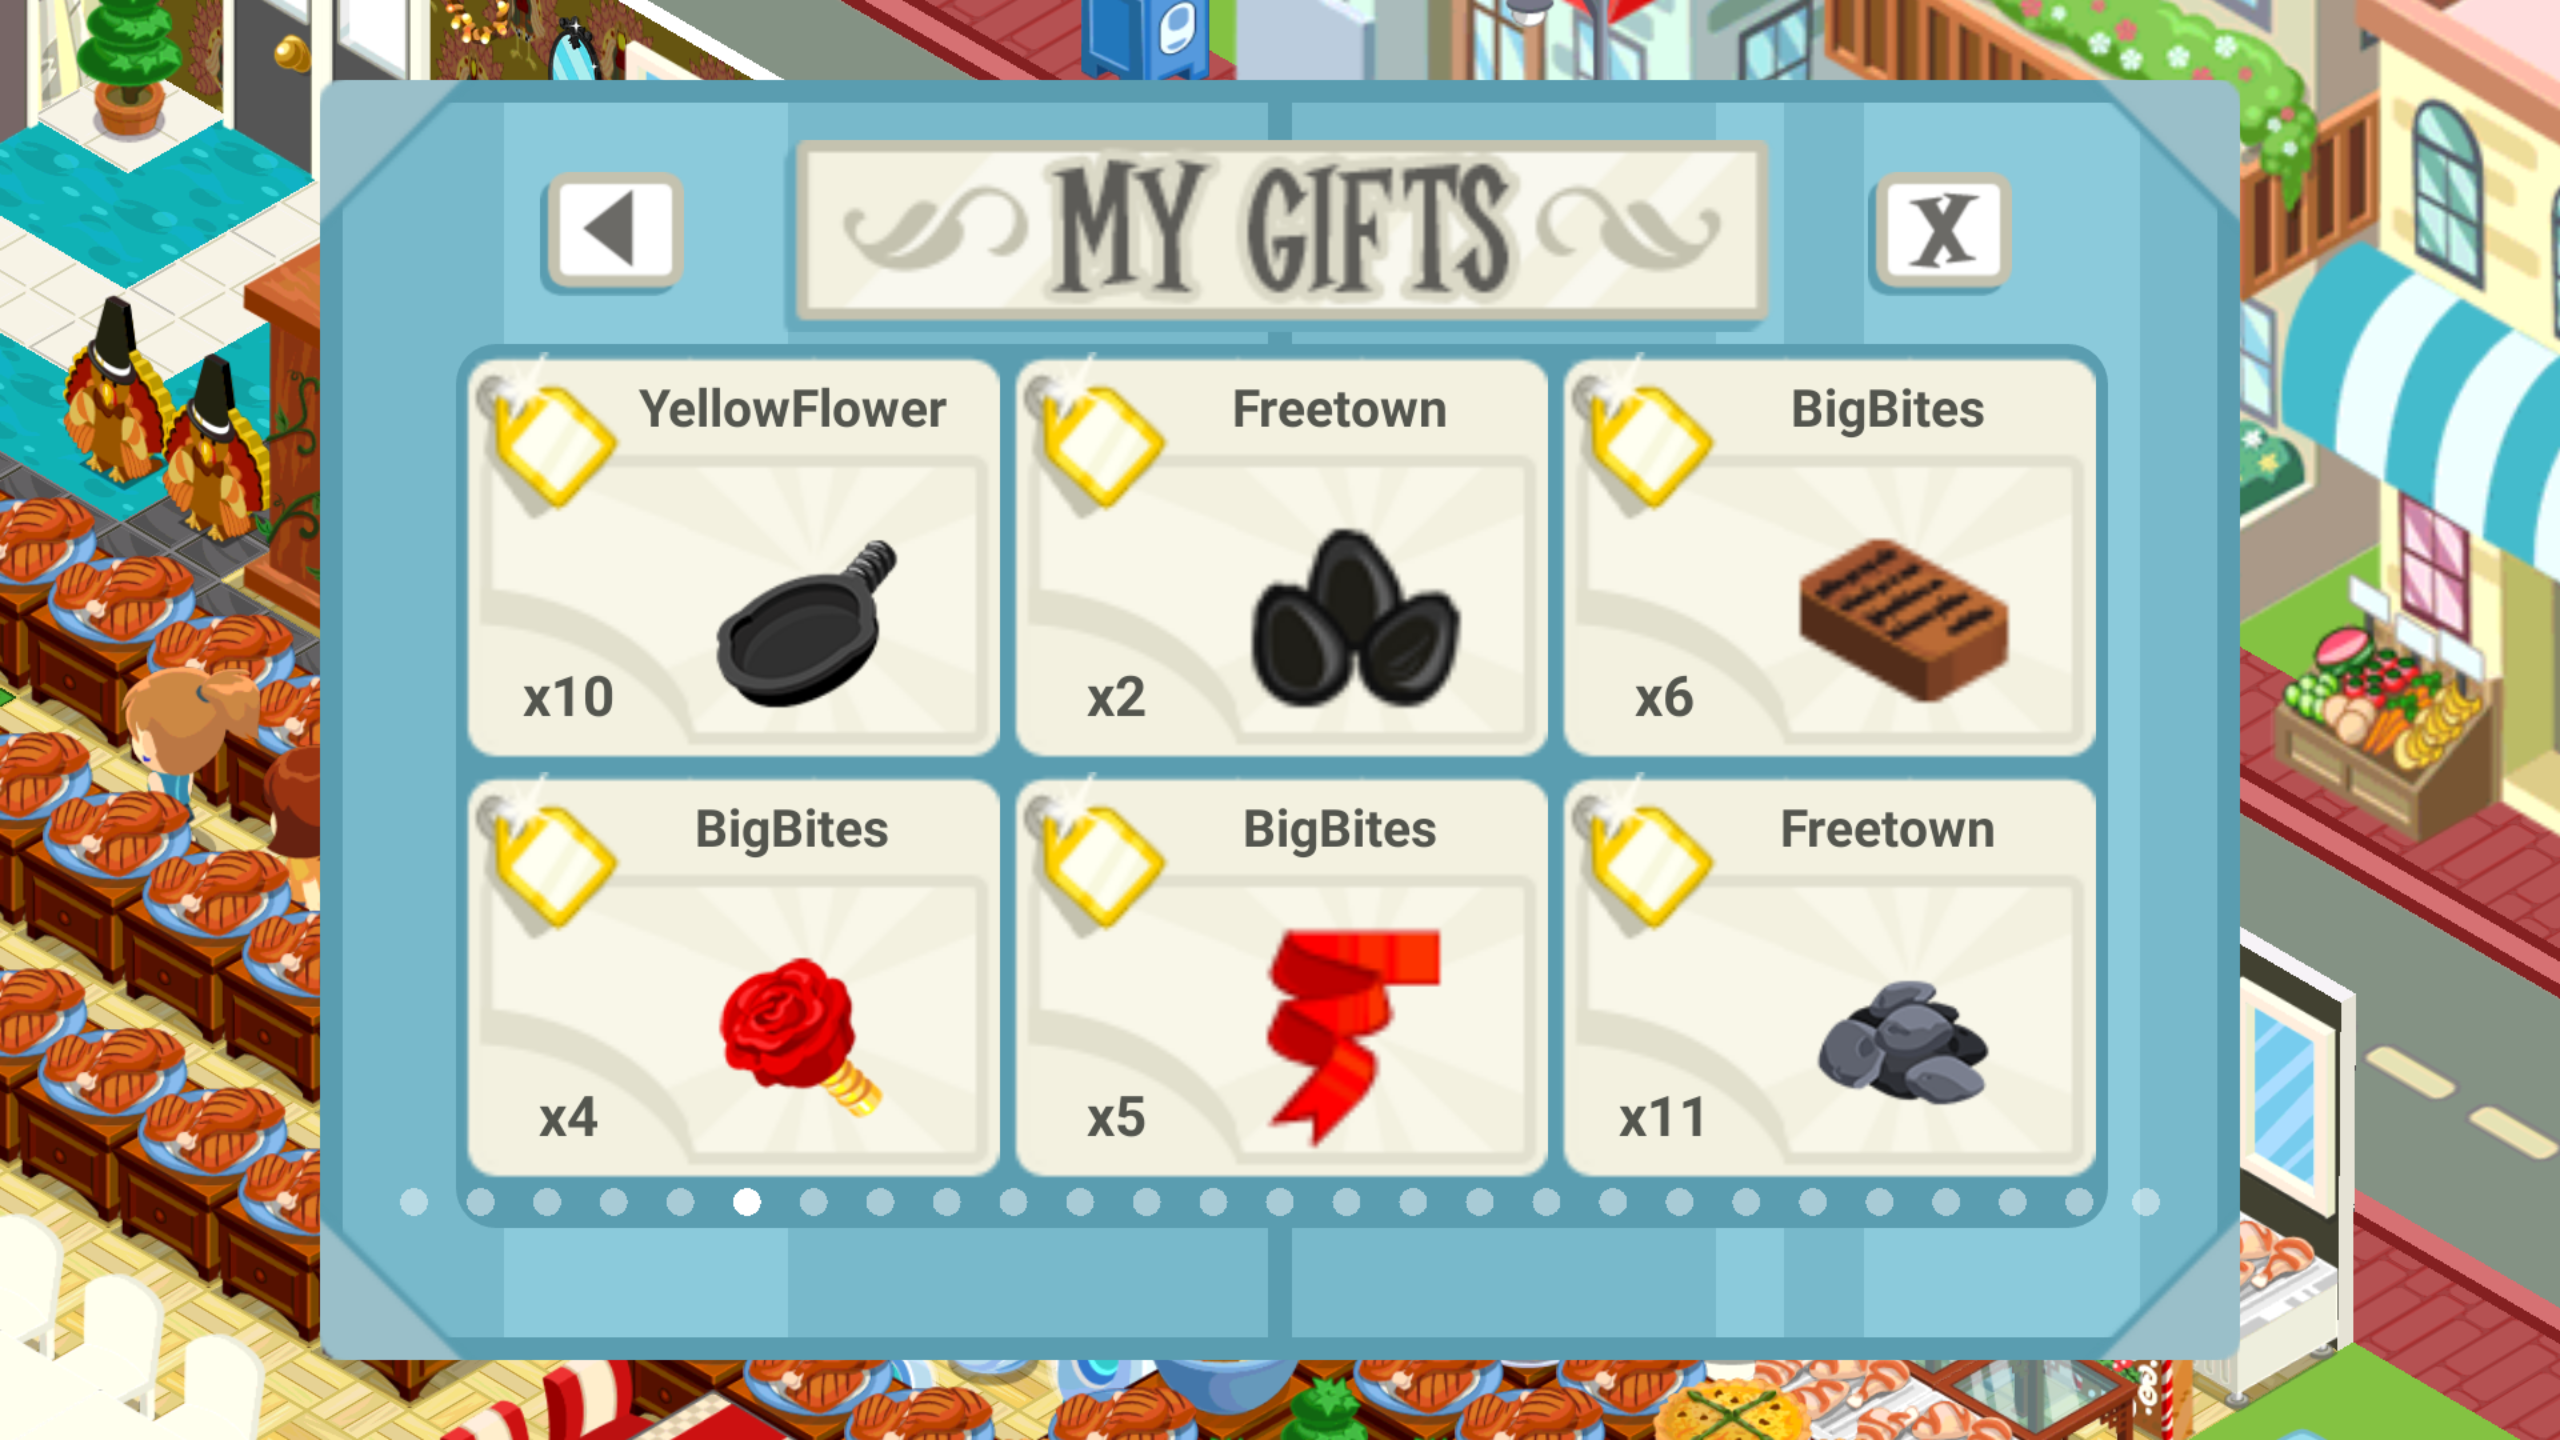 MY GIFTS
X
YellowFlower
Freetown
BigBites
x10
x2
x6
BigBites
BigBites
Freetown
x4
x5
x11